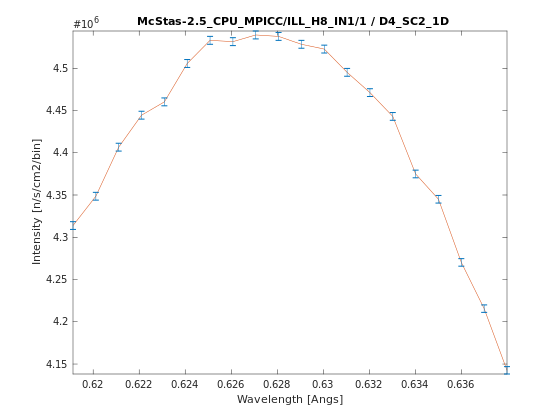 McStas-2.5_CPU_MPICC/ILL_H8_IN1/1 / D4_SC2_1D
#10^6
4.5
4.45
4.4
4.35
4.3
4.25
4.2
4.15
Intensity [n/s/cm2/bin]
0.62 0.622 0.624 0.626 0.628 0.63 0.632 0.634 0.636
Wavelength [Angs]